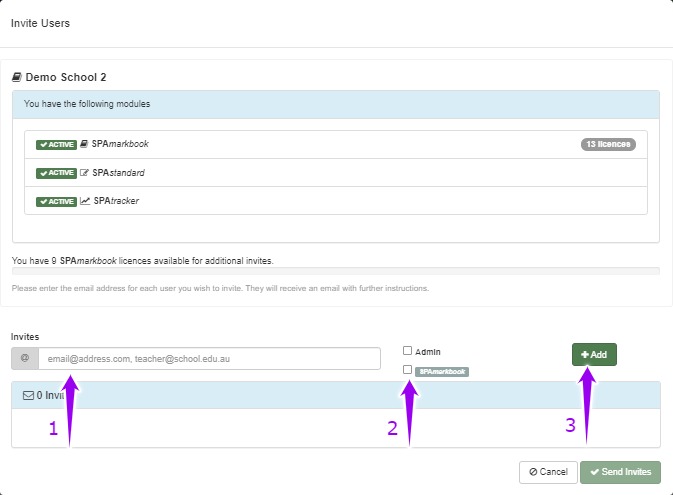 Invite Users
Demo School 2
You have the following modules
ACTIVE SPAmarkbook 13 licences
ACTIVE SPAstandard
ACTIVE SPAtracker
You have 9 SPAmarkbook licences available for additional invites.
Please enter the email address for each user you wish to invite. They will receive an email with further instructions.
Invites
@ email@address.com, teacher@school.edu.au
Admin
SPAmarkbook
Add
0 Invi
1
2
3
Cancel
Send Invites